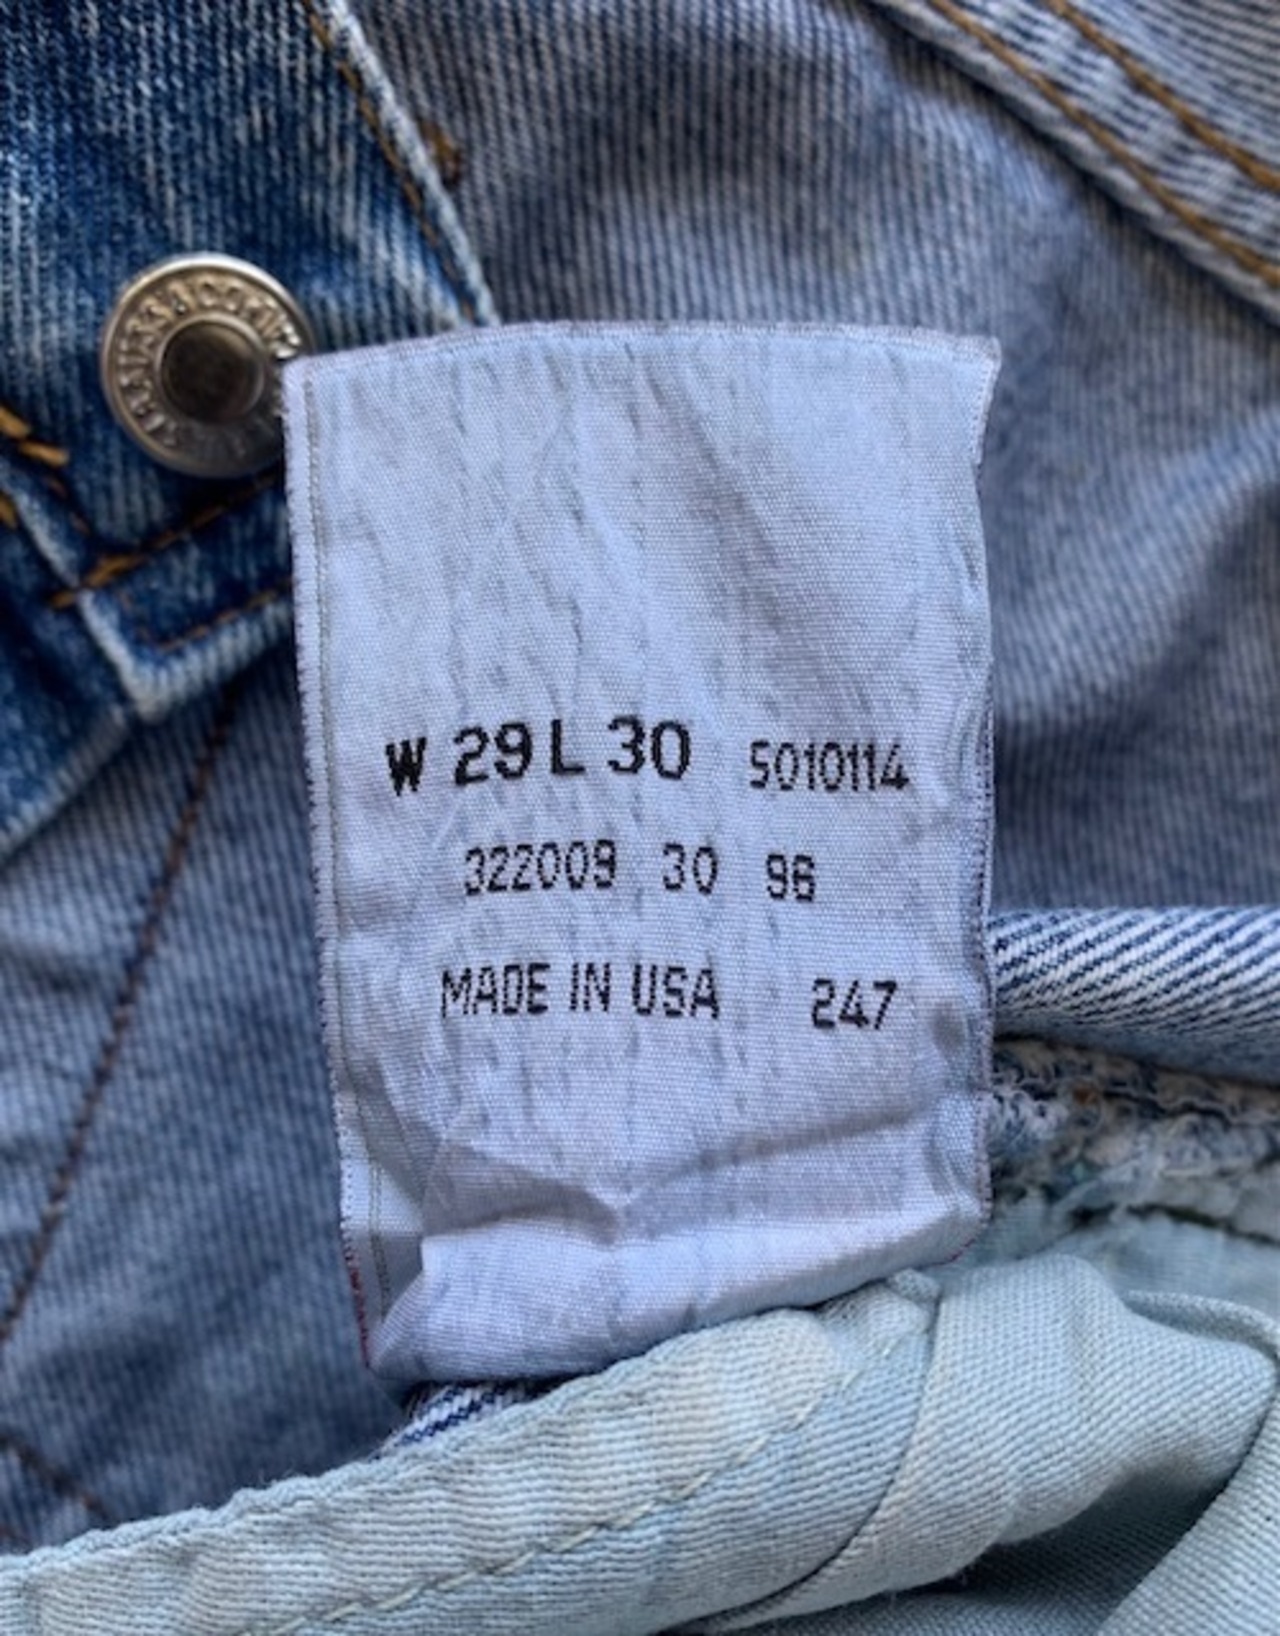 W 29 L 30 5010114
322009 30 96
MADE IN USA 247